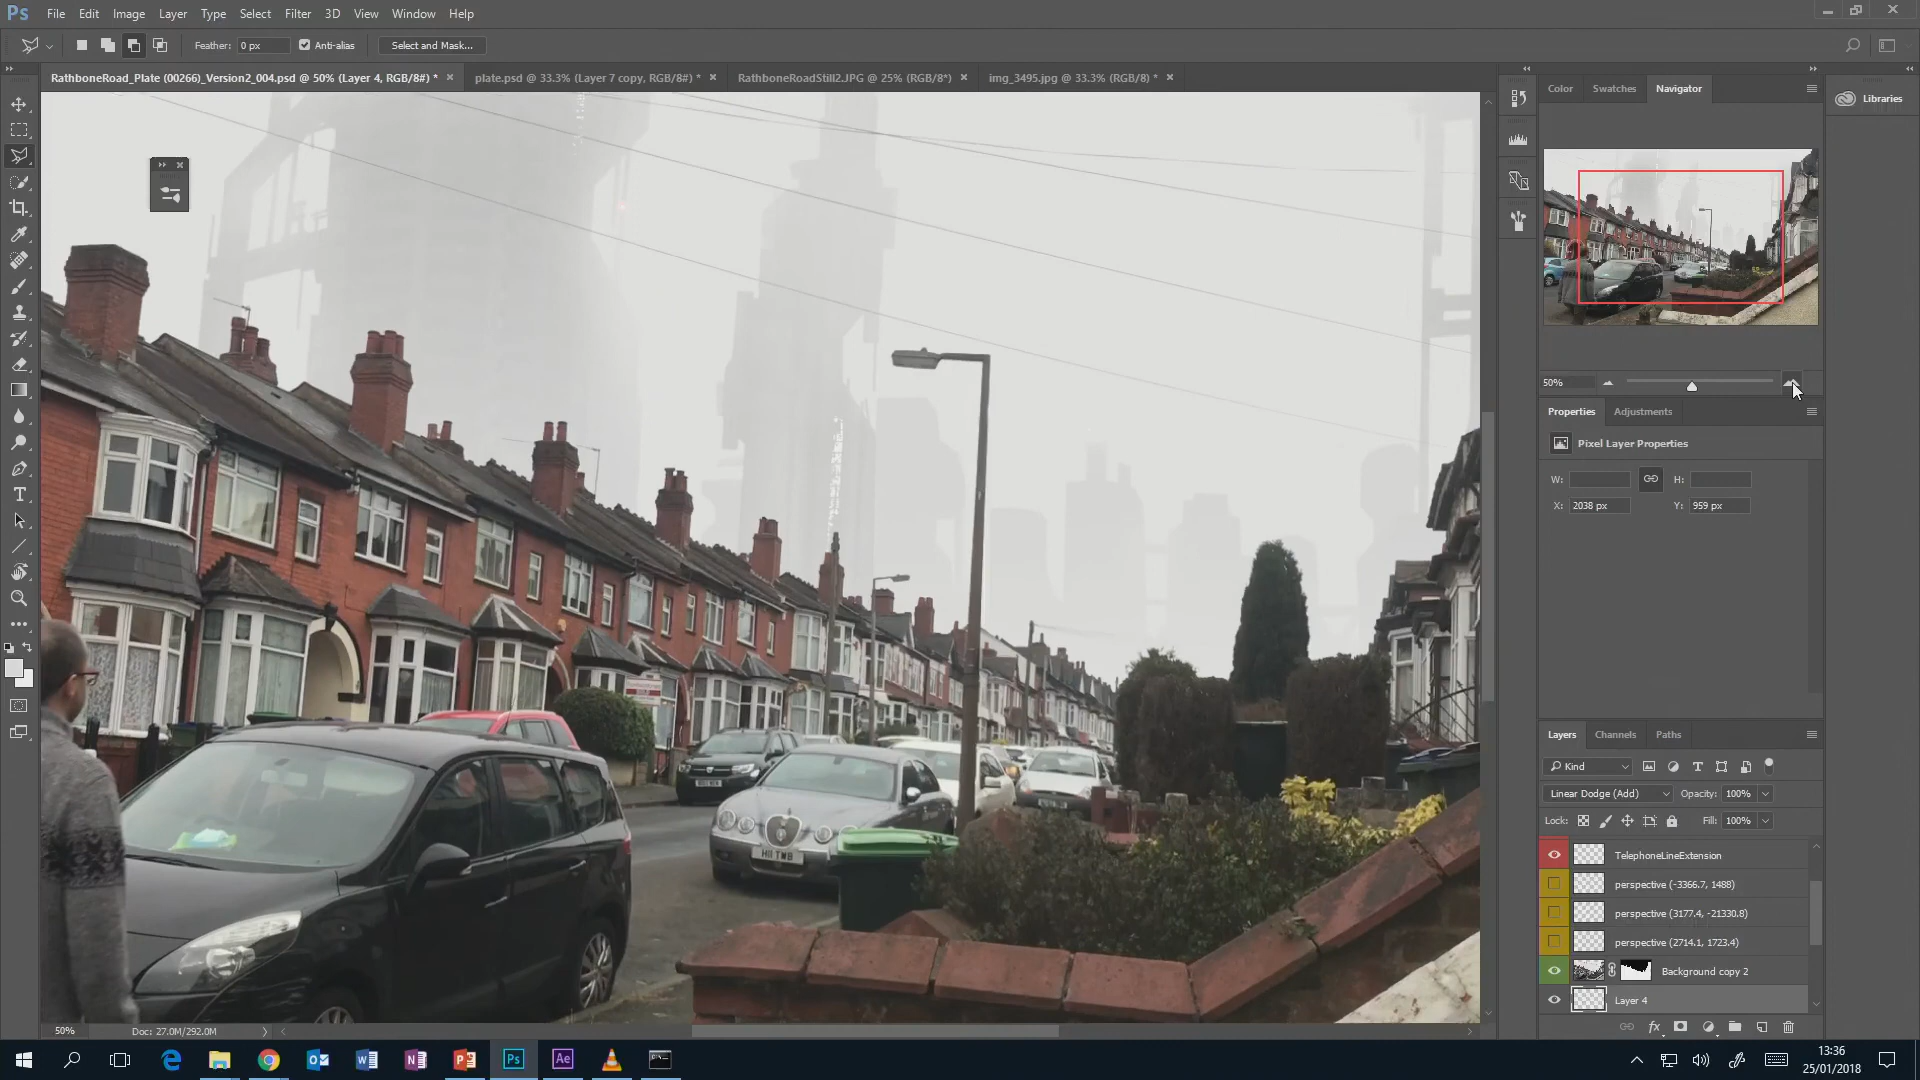 Ps File Edit Image Layer Type Select Filter 3D View Window Help
Feather: 0 px Anti-alias Select and Mask...
RathboneRoad_Plate (00266)_Version2_004.psd @ 50% (Layer 4, RGB/8#) * plate.psd @ 33.3% (Layer 7 copy, RGB/8#) * RathboneRoadStill2.JPG @ 25% (RGB/8*) img_3495.jpg @ 33.3% (RGB/8) *
Color Swatches Navigator
Libraries
50%
Properties Adjustments
Pixel Layer Properties
W: H:
X: 2038 px Y: 959 px
Layers Channels Paths
Kind
Linear Dodge (Add) Opacity: 100%
Lock: Fill: 100%
TelephoneLineExtension
perspective (-3366.7, 1488)
perspective (3177.4, -21330.8)
perspective (2714.1, 1723.4)
Background copy 2
Layer 4
H11 TWB
50% Doc: 27.0M/292.0M
Ps Ae
13:36
25/01/2018